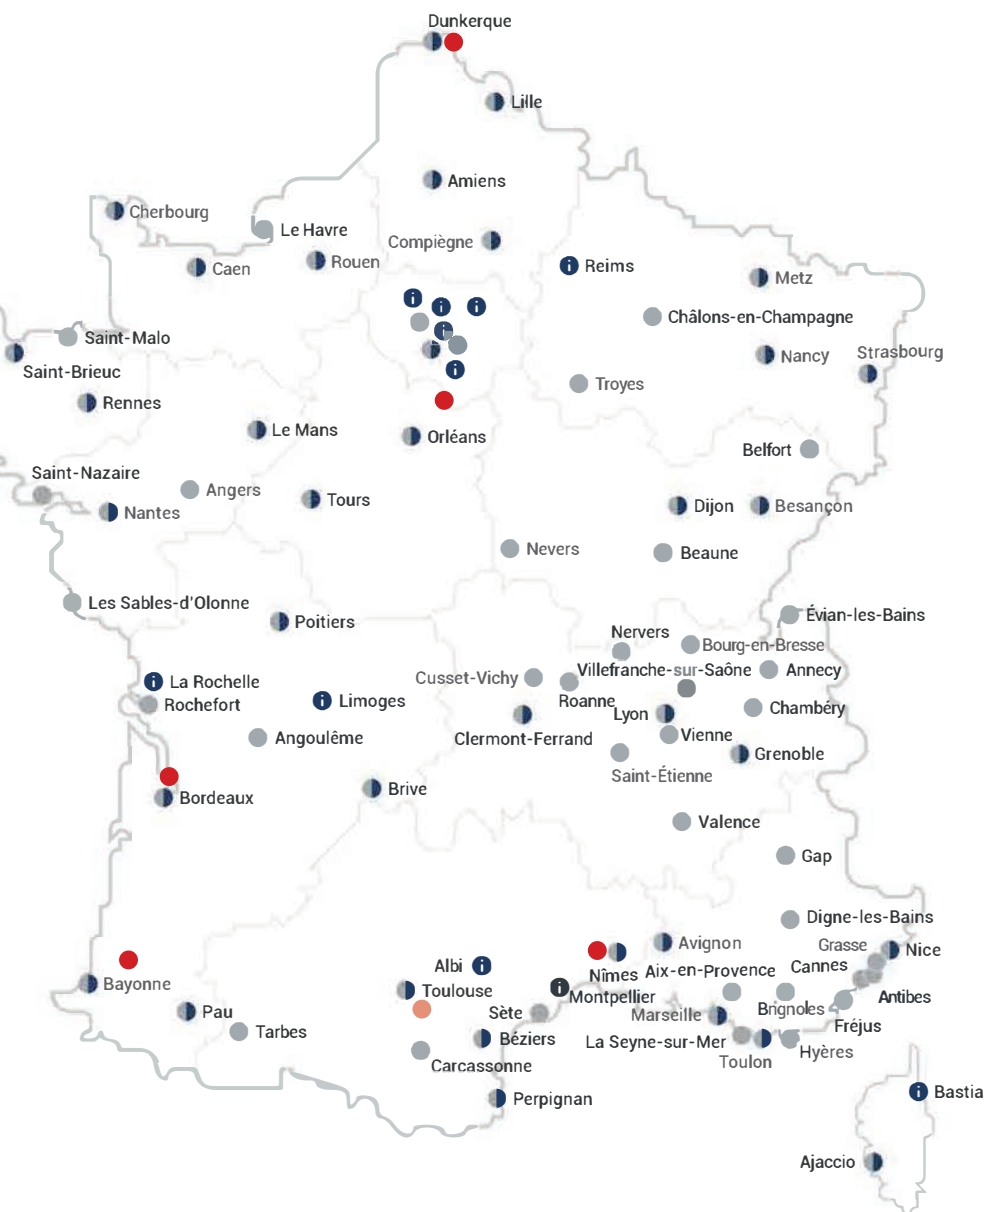 Dunkerque
Lille
Amiens
Cherbourg
Le Havre
Compiègne
Rouen
Caen
Reims
Metz
Châlons-en-Champagne
Saint-Malo
Nancy
Strasbourg
Saint-Brieuc
Troyes
Rennes
Le Mans
Orléans
Belfort
Saint-Nazaire
Angers
Tours
Nantes
Dijon
Besançon
Nevers
Beaune
Les Sables-d'Olonne
Évian-les-Bains
Poitiers
Nervers
Bourg-en-Bresse
Villefranche-sur-Saône
Annecy
Cusset-Vichy
La Rochelle
Roanne
Limoges
Rochefort
Chambéry
Lyon
Vienne
Angoulême
Clermont-Ferrand
Grenoble
Saint-Étienne
Brive
Bordeaux
Valence
Gap
Digne-les-Bains
Avignon
Grasse
Nice
Albi
Nîmes
Aix-en-Provence
Cannes
Bayonne
Toulouse
Montpellier
Antibes
Pau
Sète
Marseille
Brignoles
Fréjus
Tarbes
Béziers
La Seyne-sur-Mer
Hyères
Toulon
Carcassonne
Perpignan
Bastia
Ajaccio